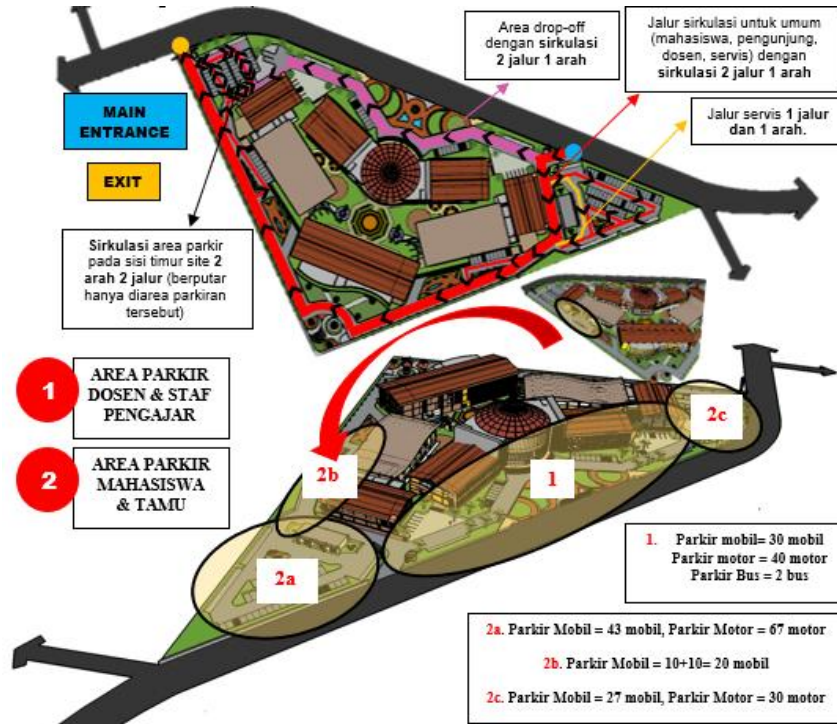 Area drop-off
dengan sirkulasi
2 jalur 1 arah
Jalur sirkulasi untuk umum
(mahasiswa, pengunjung,
dosen, servis) dengan
sirkulasi 2 jalur 1 arah
Jalur servis 1 jalur
dan 1 arah.
MAIN
ENTRANCE
EXIT
Sirkulasi area parkir
pada sisi timur site 2
arah 2 jalur (berputar
hanya diarea parkiran
tersebut)
1
AREA PARKIR
DOSEN & STAF
PENGAJAR
2
AREA PARKIR
MAHASISWA
& TAMU
2c
2b
1
2a
1. Parkir mobil= 30 mobil
Parkir motor = 40 motor
Parkir Bus = 2 bus
2a. Parkir Mobil = 43 mobil, Parkir Motor = 67 motor
2b. Parkir Mobil = 10+10= 20 mobil
2c. Parkir Mobil = 27 mobil, Parkir Motor = 30 motor